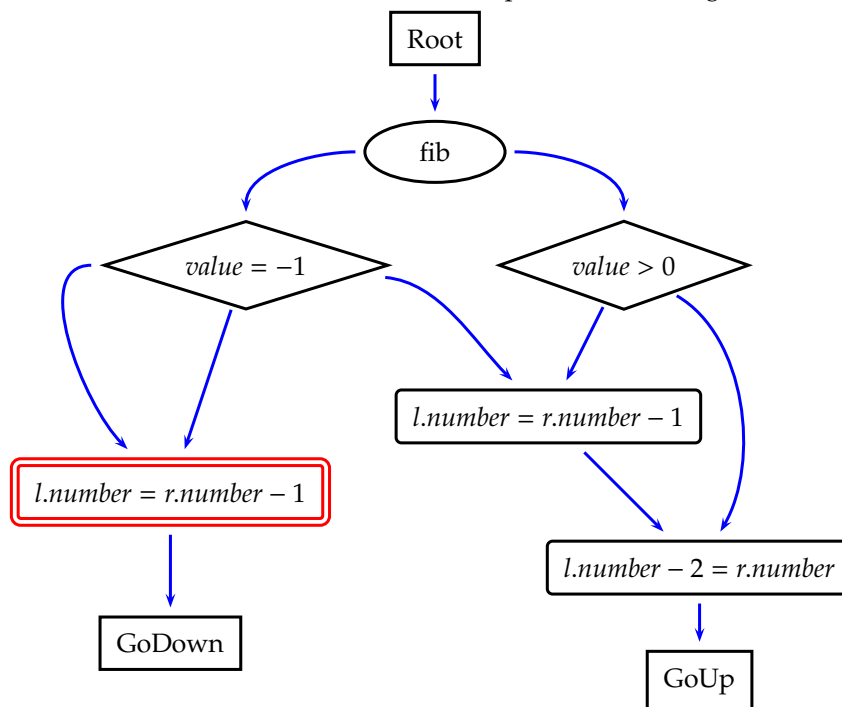 Root
fib
value = −1
value > 0
l.number = r.number − 1
l.number = r.number − 1
l.number − 2 = r.number
GoDown
GoUp